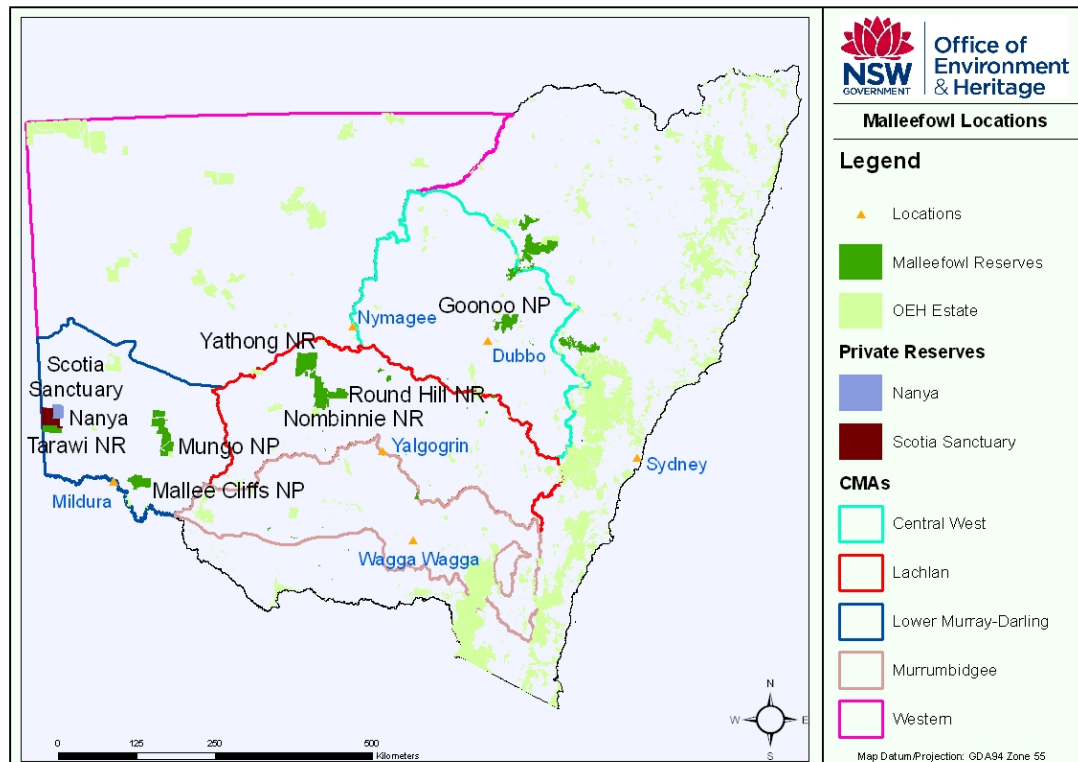 Nymagee
Goonoo NP
Yathong NR
Dubbo
Scotia
Sanctuary
Round Hill NR
Nombinnie NR
Nanya
Tarawi NR
Mungo NP
Yalgogrin
Sydney
Mallee Cliffs NP
Mildura
Wagga Wagga
N
W
E
S
0
125
250
500
Kilometers
NSW
GOVERNMENT
Office of
Environment
& Heritage
Malleefowl Locations
Legend
Locations
Malleefowl Reserves
OEH Estate
Private Reserves
Nanya
Scotia Sanctuary
CMAs
Central West
Lachlan
Lower Murray-Darling
Murrumbidgee
Western
Map Datum/Projection: GDA94 Zone 55